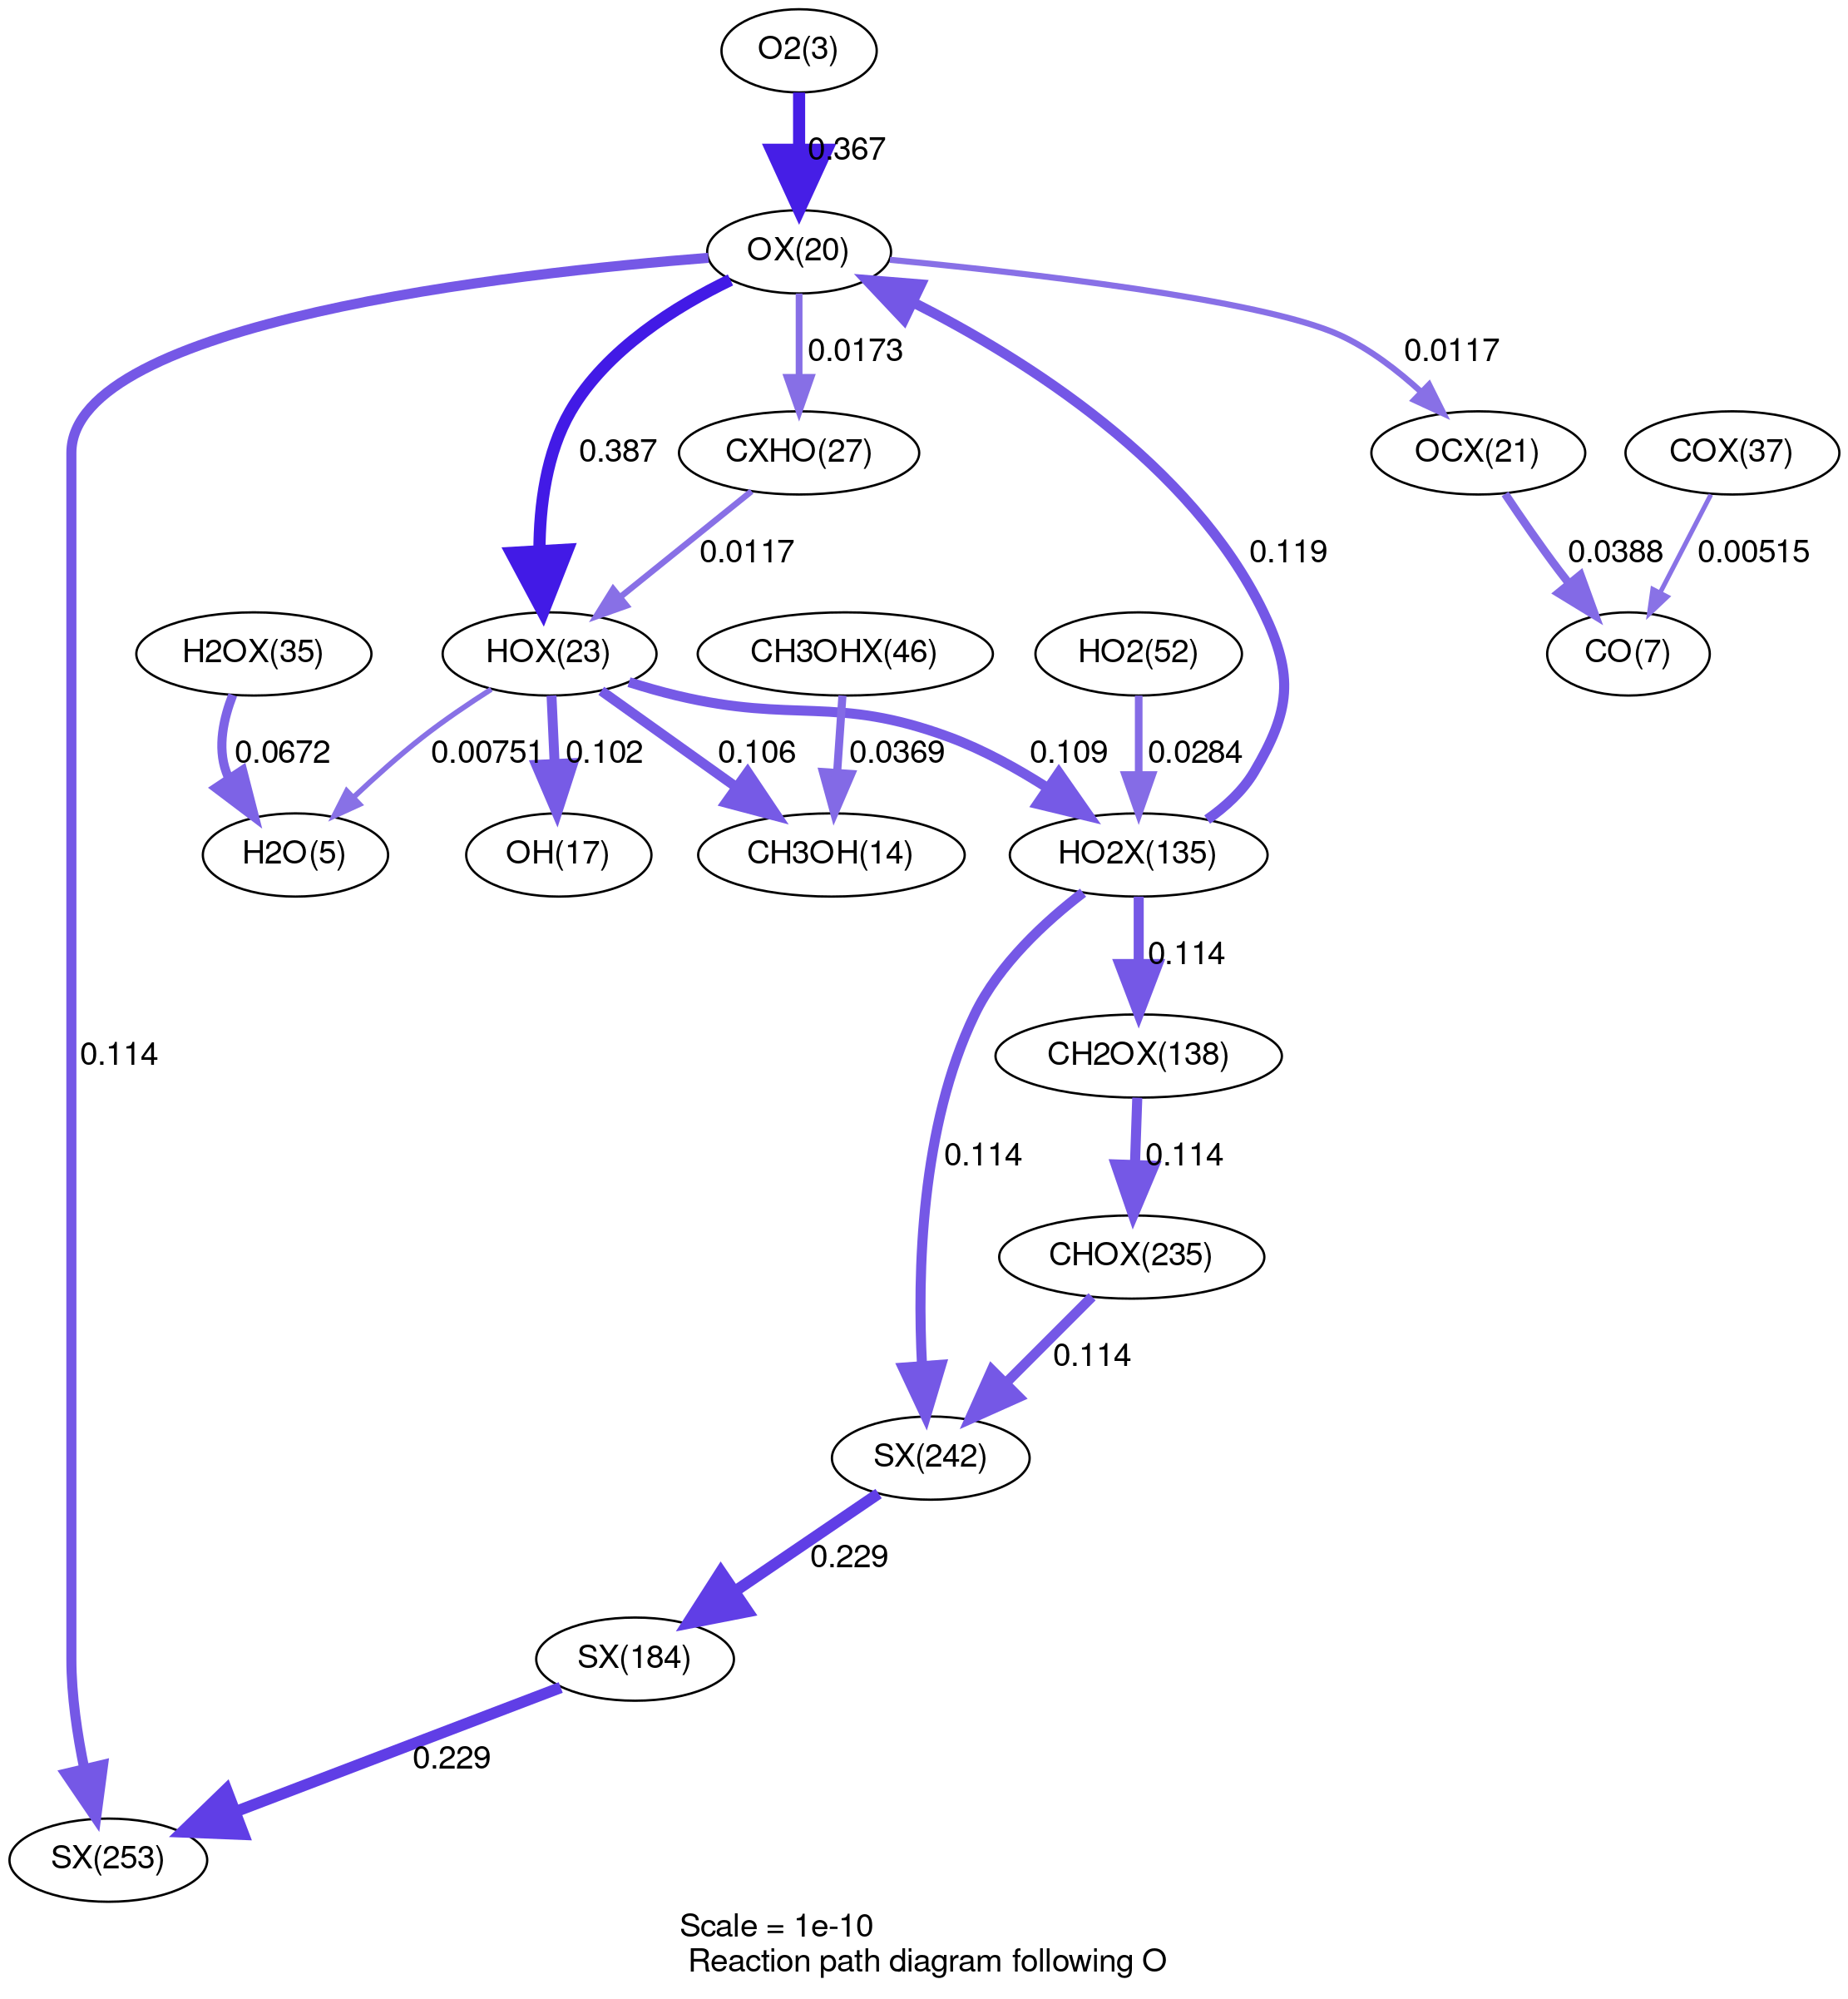 O2(3)
0.367
OX(20)
0.0173
0.0117
0.387
CXHO(27)
OCX(21)
COX(37)
0.0117
0.119
0.0388
0.00515
H2OX(35)
HOX(23)
CH3OHX(46)
HO2(52)
CO(7)
0.0672
0.00751
0.102
0.106
0.0369
0.109
0.0284
H2O(5)
OH(17)
CH3OH(14)
HO2X(135)
0.114
0.114
CH2OX(138)
0.114
0.114
CHOX(235)
0.114
SX(242)
0.229
SX(184)
0.229
SX(253)
Scale = 1e-10
Reaction path diagram following O